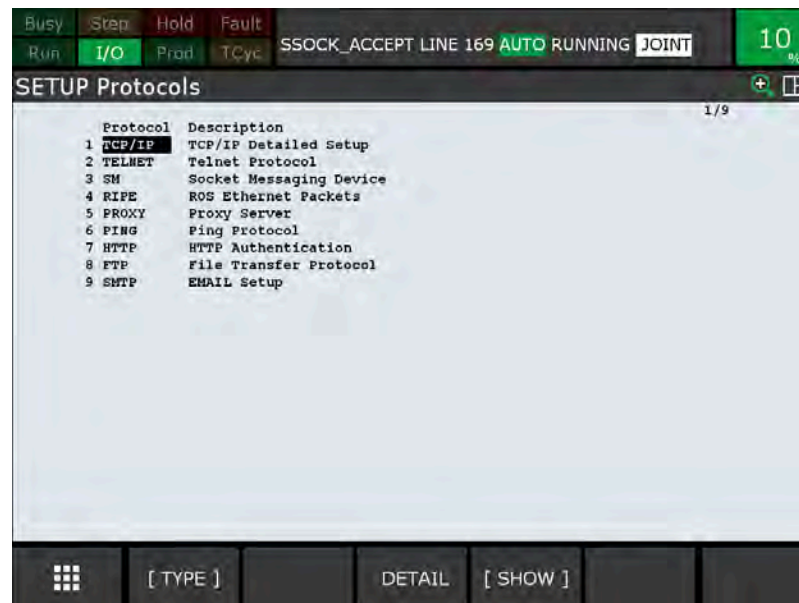 Busy Step Hold Fault
Run I/O Prod TCyc
SSOCK_ACCEPT LINE 169 AUTO RUNNING JOINT
10
%
SETUP Protocols
1/9
Protocol Description
1 TCP/IP TCP/IP Detailed Setup
2 TELNET Telnet Protocol
3 SM Socket Messaging Device
4 RIPE ROS Ethernet Packets
5 PROXY Proxy Server
6 PING Ping Protocol
7 HTTP HTTP Authentication
8 FTP File Transfer Protocol
9 SMTP EMAIL Setup
[ TYPE ] DETAIL [ SHOW ]